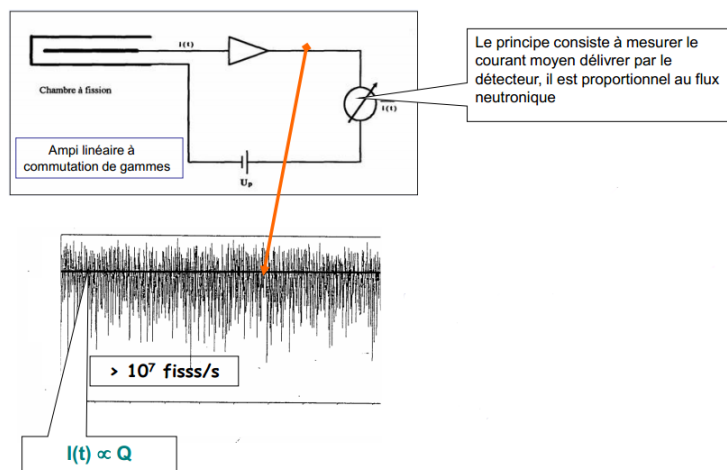 I(t)
Chambre à fission
Ampi linéaire à
commutation de gammes
U_P
I(t)
Le principe consiste à mesurer le
courant moyen délivrer par le
détecteur, il est proportionnel au flux
neutronique
> 10⁷ fisss/s
I(t) ∝ Q